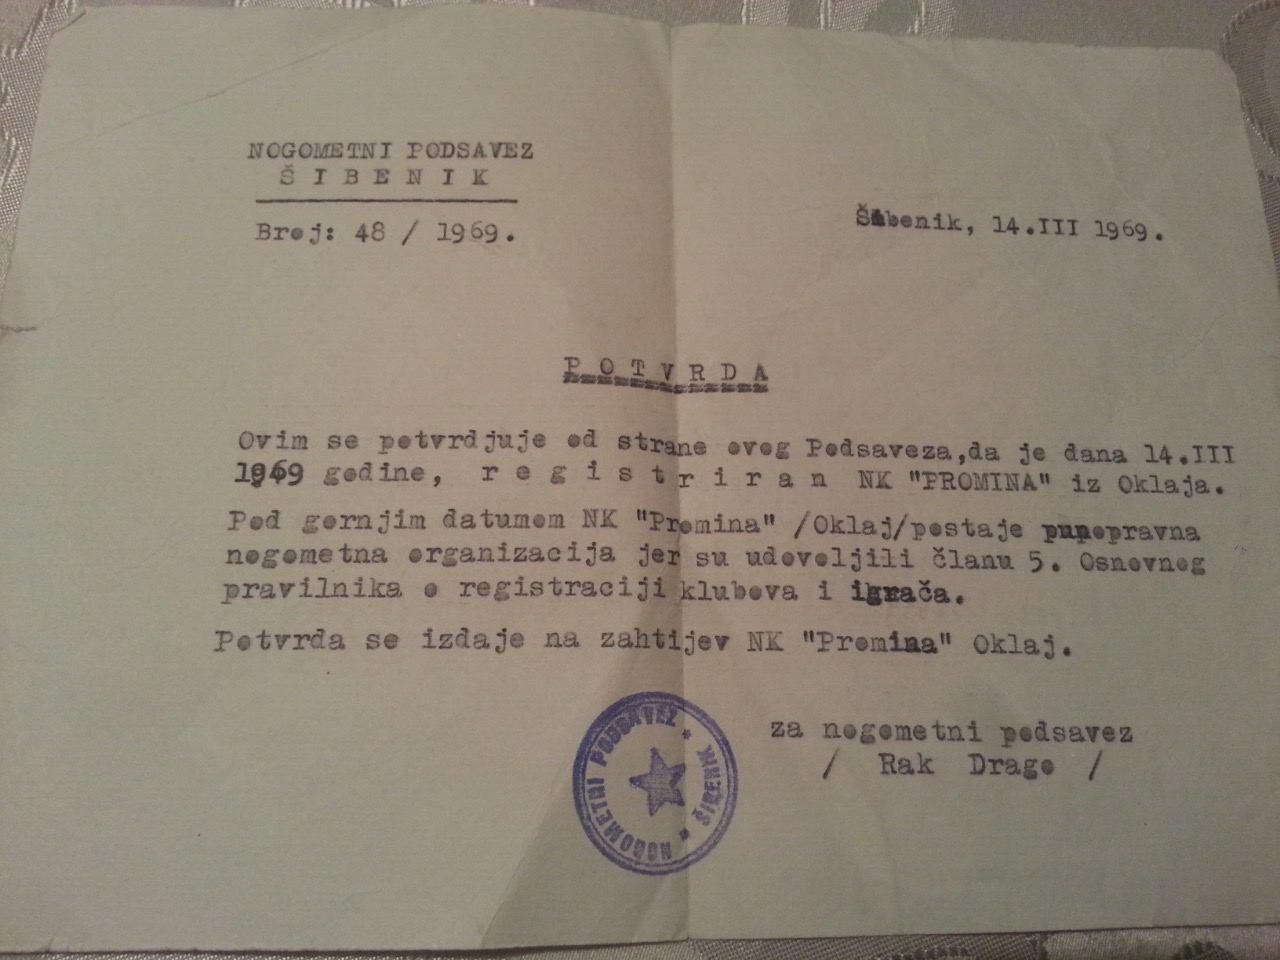 NOGOMETNI PODSAVEZ
ŠIBENIK
Broj: 48 / 1969.
Šibenik, 14.III 1969.
POTVRDA
Ovim se potvrdjuje od strane ovog Podsaveza,da je dana 14.III
1969 godine, registriran NK "PROMINA" iz Oklaja.
Pod gornjim datumom NK "Promina" /Oklaj/postaje punopravna
nogometna organizacija jer su udovoljili članu 5. Osnovnog
pravilnika o registraciji klubova i igrača.
Potvrda se izdaje na zahtijev NK "Promina" Oklaj.
za nogometni podsavez
/ Rak Drago /
NOGOMETNI PODSAVEZ * ŠIBENIK *